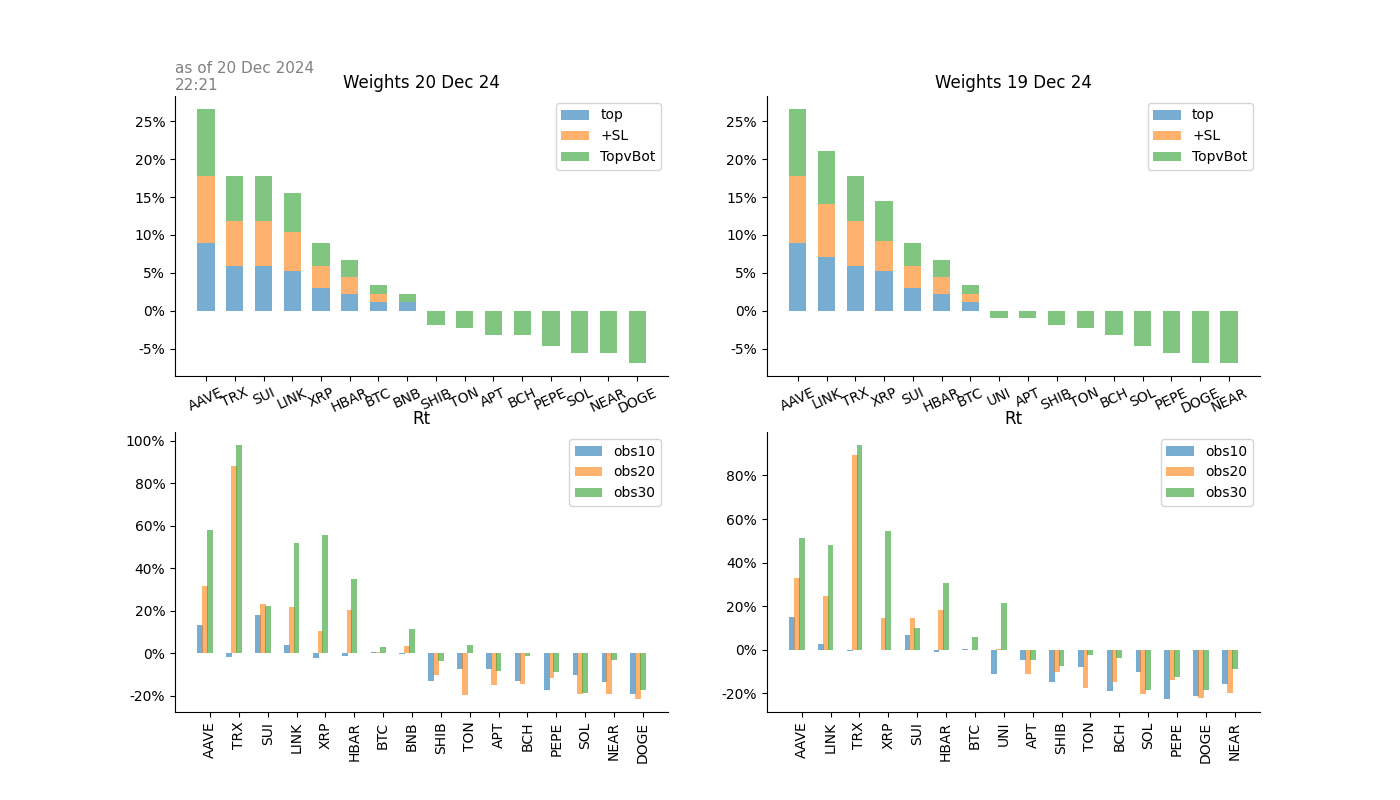 as of 20 Dec 2024
22:21
Weights 20 Dec 24
25%
20%
15%
10%
5%
0%
-5%
top
+SL
TopvBot
AAVE TRX SUI LINK XRP HBAR BTC BNB SHIB TON APT BCH PEPE SOL NEAR DOGE
Weights 19 Dec 24
25%
20%
15%
10%
5%
0%
-5%
top
+SL
TopvBot
AAVE LINK TRX XRP SUI HBAR BTC UNI APT SHIB TON BCH SOL PEPE DOGE NEAR
Rt
100%
80%
60%
40%
20%
0%
-20%
obs10
obs20
obs30
AAVE TRX SUI LINK XRP HBAR BTC BNB SHIB TON APT BCH PEPE SOL NEAR DOGE
Rt
80%
60%
40%
20%
0%
-20%
obs10
obs20
obs30
AAVE LINK TRX XRP SUI HBAR BTC UNI APT SHIB TON BCH SOL PEPE DOGE NEAR